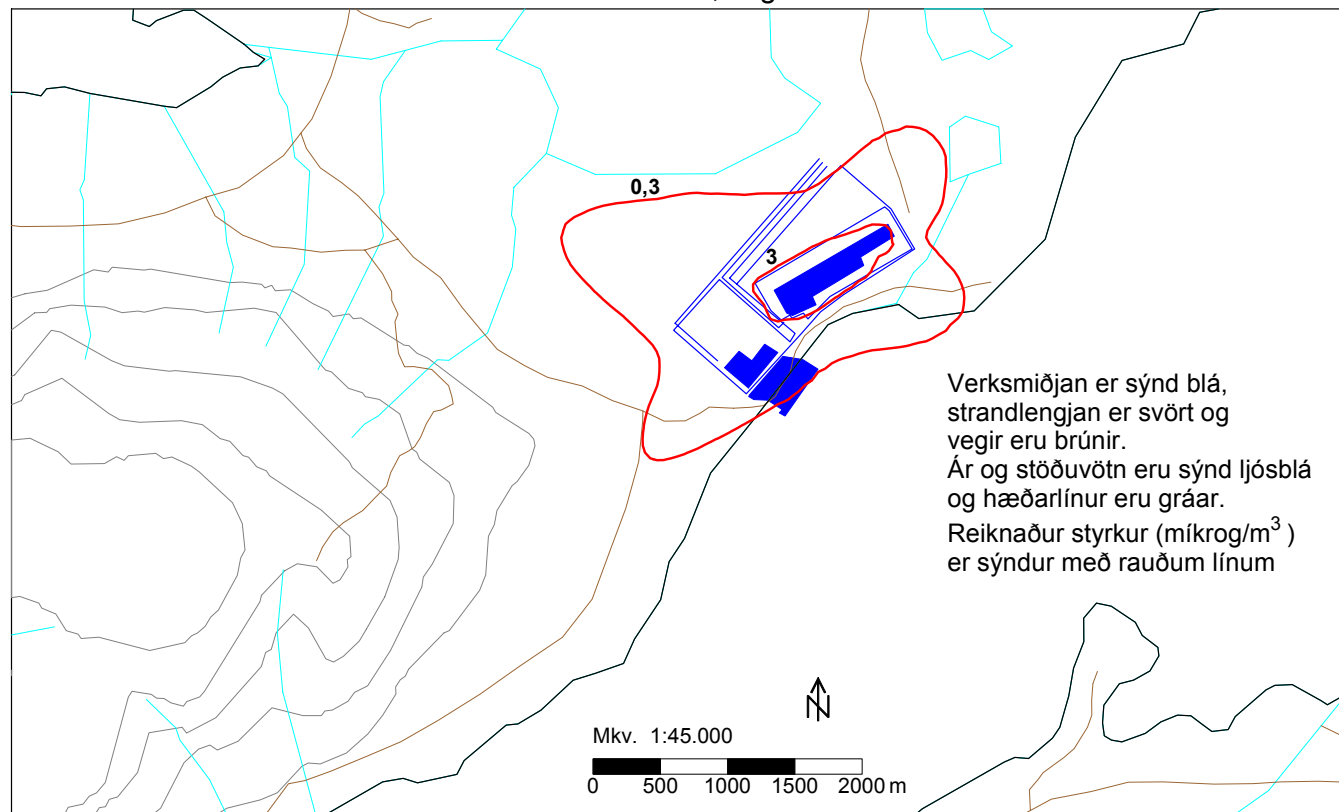 0,3
3
Verksmiðjan er sýnd blá,
strandlengjan er svört og
vegir eru brúnir.
Ár og stöðuvötn eru sýnd ljósblá
og hæðarlínur eru gráar.
Reiknaður styrkur (míkrog/m³ )
er sýndur með rauðum línum
N
Mkv. 1:45.000
0 500 1000 1500 2000 m